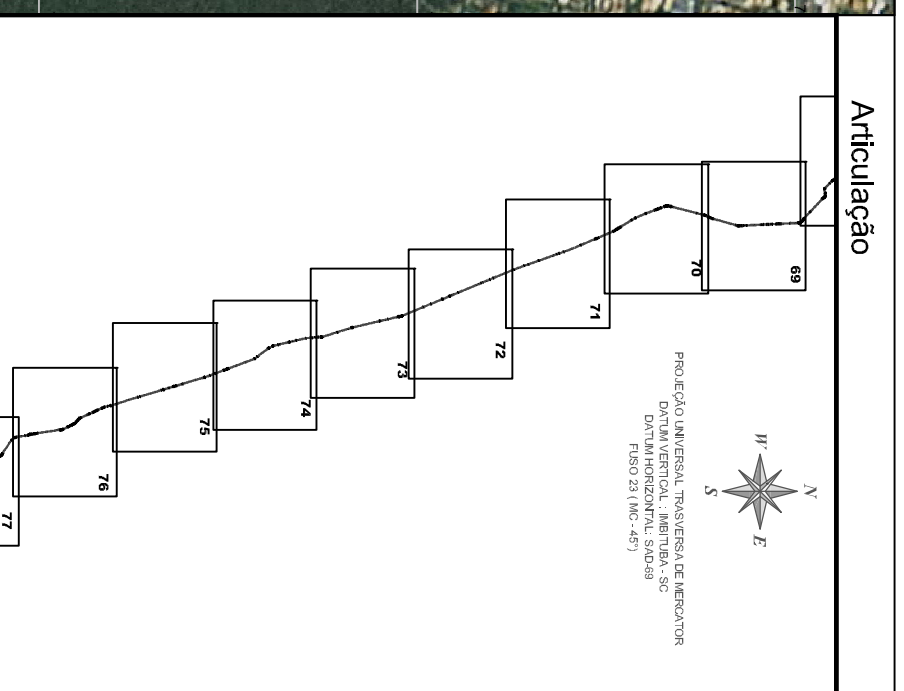 Articulação
69
70
71
72
73
74
75
76
77
N
W
E
S
PROJEÇÃO UNIVERSAL TRASVERSA DE MERCATOR
DATUM VERTICAL : IMBITUBA - SC
DATUM HORIZONTAL: SAD-69
FUSO 23 ( MC - 45°)